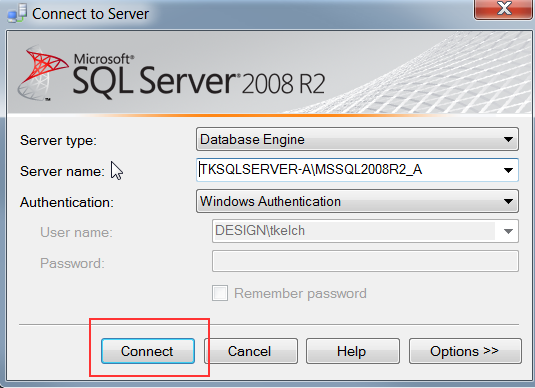 Connect to Server
Microsoft®
SQL Server® 2008 R2
Server type: Database Engine
Server name: TKSQLSERVER-A\MSSQL2008R2_A
Authentication: Windows Authentication
User name: DESIGN\tkelch
Password:
Remember password
Connect Cancel Help Options >>